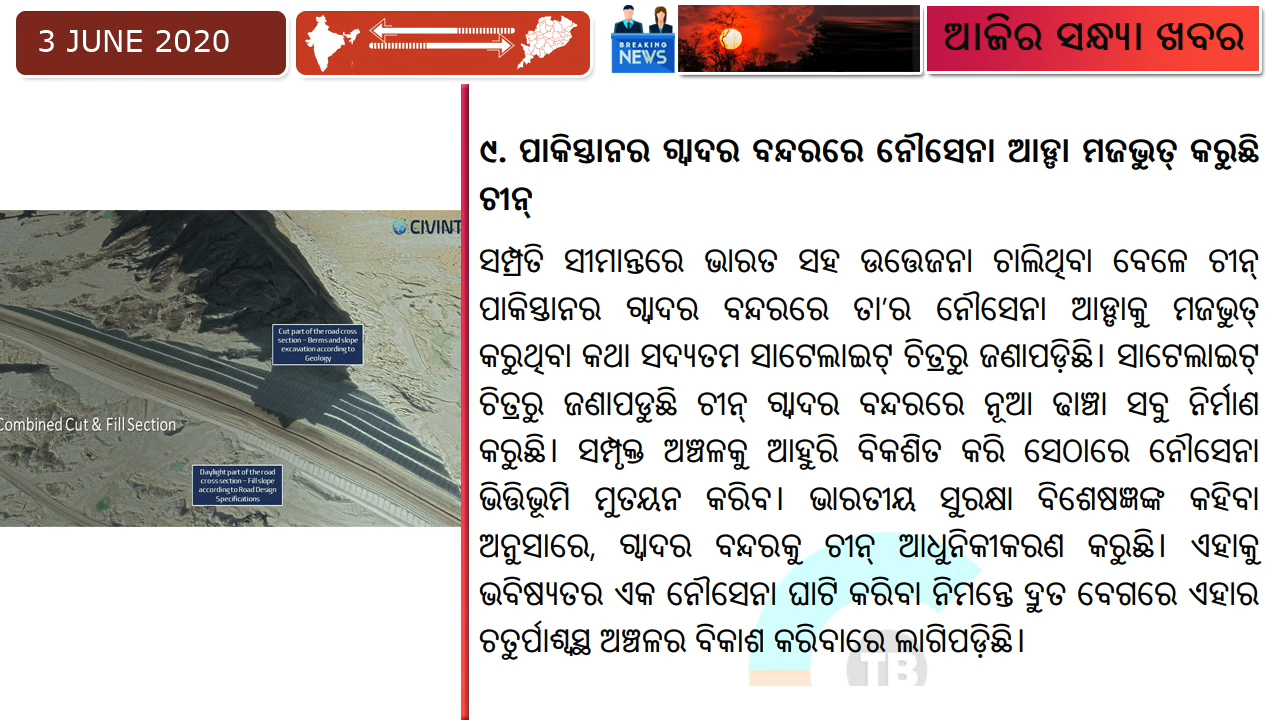 3 JUNE 2020
BREAKING
NEWS
ଆଜିର ସନ୍ଧ୍ୟା ଖବର
CIVINT
Cut part of the road cross
section – Berms and slope
excavation according to
Geology
Combined Cut & Fill Section
Daylight part of the road
cross section – Fill slope
according to Road Design
Specifications
୯. ପାକିସ୍ତାନର ଗ୍ୱାଦର ବନ୍ଦରରେ ନୌସେନା ଆଡ୍ଡା ମଜଭୁତ୍ କରୁଛି
ଚୀନ୍
ସମ୍ପ୍ରତି ସୀମାନ୍ତରେ ଭାରତ ସହ ଉତ୍ତେଜନା ଚାଲିଥିବା ବେଳେ ଚୀନ୍
ପାକିସ୍ତାନର ଗ୍ୱାଦର ବନ୍ଦରରେ ତା’ର ନୌସେନା ଆଡ୍ଡାକୁ ମଜଭୁତ୍
କରୁଥିବା କଥା ସଦ୍ୟତମ ସାଟେଲାଇଟ୍ ଚିତ୍ରରୁ ଜଣାପଡ଼ିଛି। ସାଟେଲାଇଟ୍
ଚିତ୍ରରୁ ଜଣାପଡୁଛି ଚୀନ୍ ଗ୍ୱାଦର ବନ୍ଦରରେ ନୂଆ ଢାଞ୍ଚା ସବୁ ନିର୍ମାଣ
କରୁଛି। ସମ୍ପୃକ୍ତ ଅଞ୍ଚଳକୁ ଆହୁରି ବିକଶିତ କରି ସେଠାରେ ନୌସେନା
ଭିତ୍ତିଭୂମି ମୁତୟନ କରିବ। ଭାରତୀୟ ସୁରକ୍ଷା ବିଶେଷଜ୍ଞଙ୍କ କହିବା
ଅନୁସାରେ, ଗ୍ୱାଦର ବନ୍ଦରକୁ ଚୀନ୍ ଆଧୁନିକୀକରଣ କରୁଛି। ଏହାକୁ
ଭବିଷ୍ୟତର ଏକ ନୌସେନା ଘାଟି କରିବା ନିମନ୍ତେ ଦ୍ରୁତ ବେଗରେ ଏହାର
ଚତୁର୍ପାଶ୍ୱସ୍ଥ ଅଞ୍ଚଳର ବିକାଶ କରିବାରେ ଲାଗିପଡ଼ିଛି।
TB